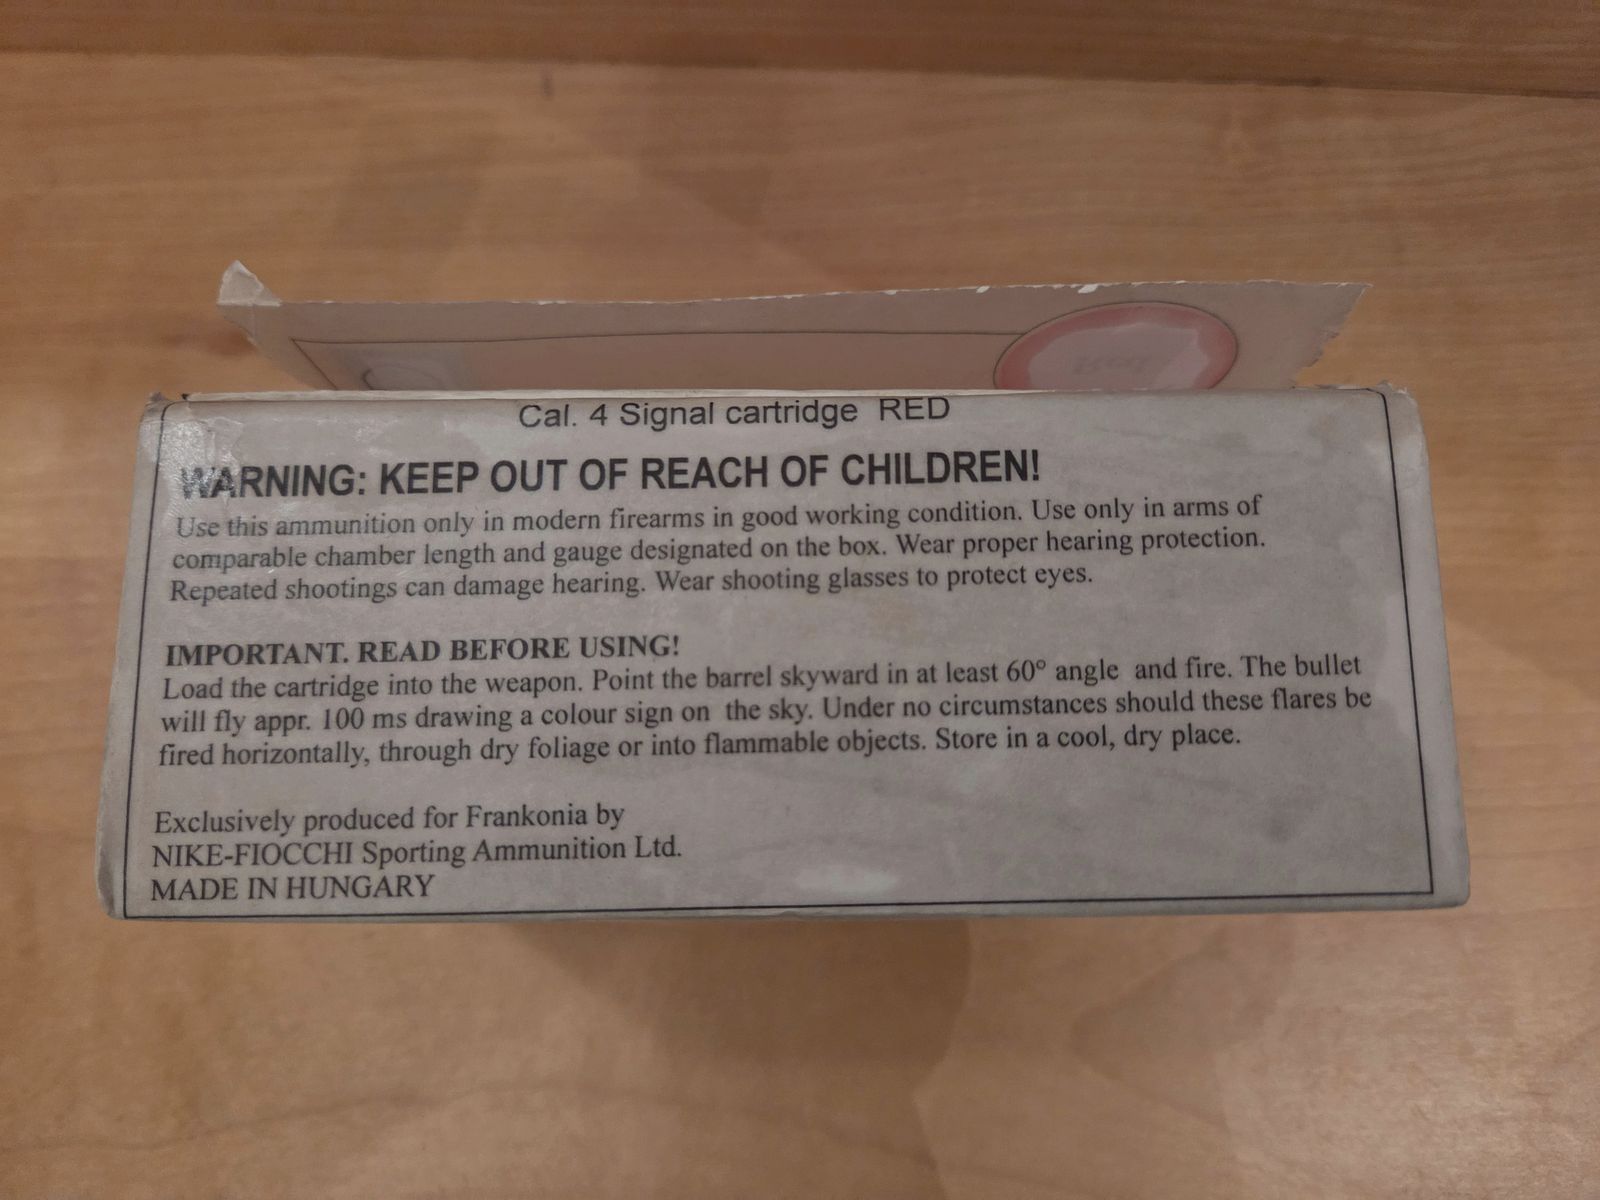 Cal. 4 Signal cartridge RED
WARNING: KEEP OUT OF REACH OF CHILDREN!
Use this ammunition only in modern firearms in good working condition. Use only in arms of
comparable chamber length and gauge designated on the box. Wear proper hearing protection.
Repeated shootings can damage hearing. Wear shooting glasses to protect eyes.
IMPORTANT. READ BEFORE USING!
Load the cartridge into the weapon. Point the barrel skyward in at least 60° angle and fire. The bullet
will fly appr. 100 ms drawing a colour sign on the sky. Under no circumstances should these flares be
fired horizontally, through dry foliage or into flammable objects. Store in a cool, dry place.
Exclusively produced for Frankonia by
NIKE-FIOCCHI Sporting Ammunition Ltd.
MADE IN HUNGARY